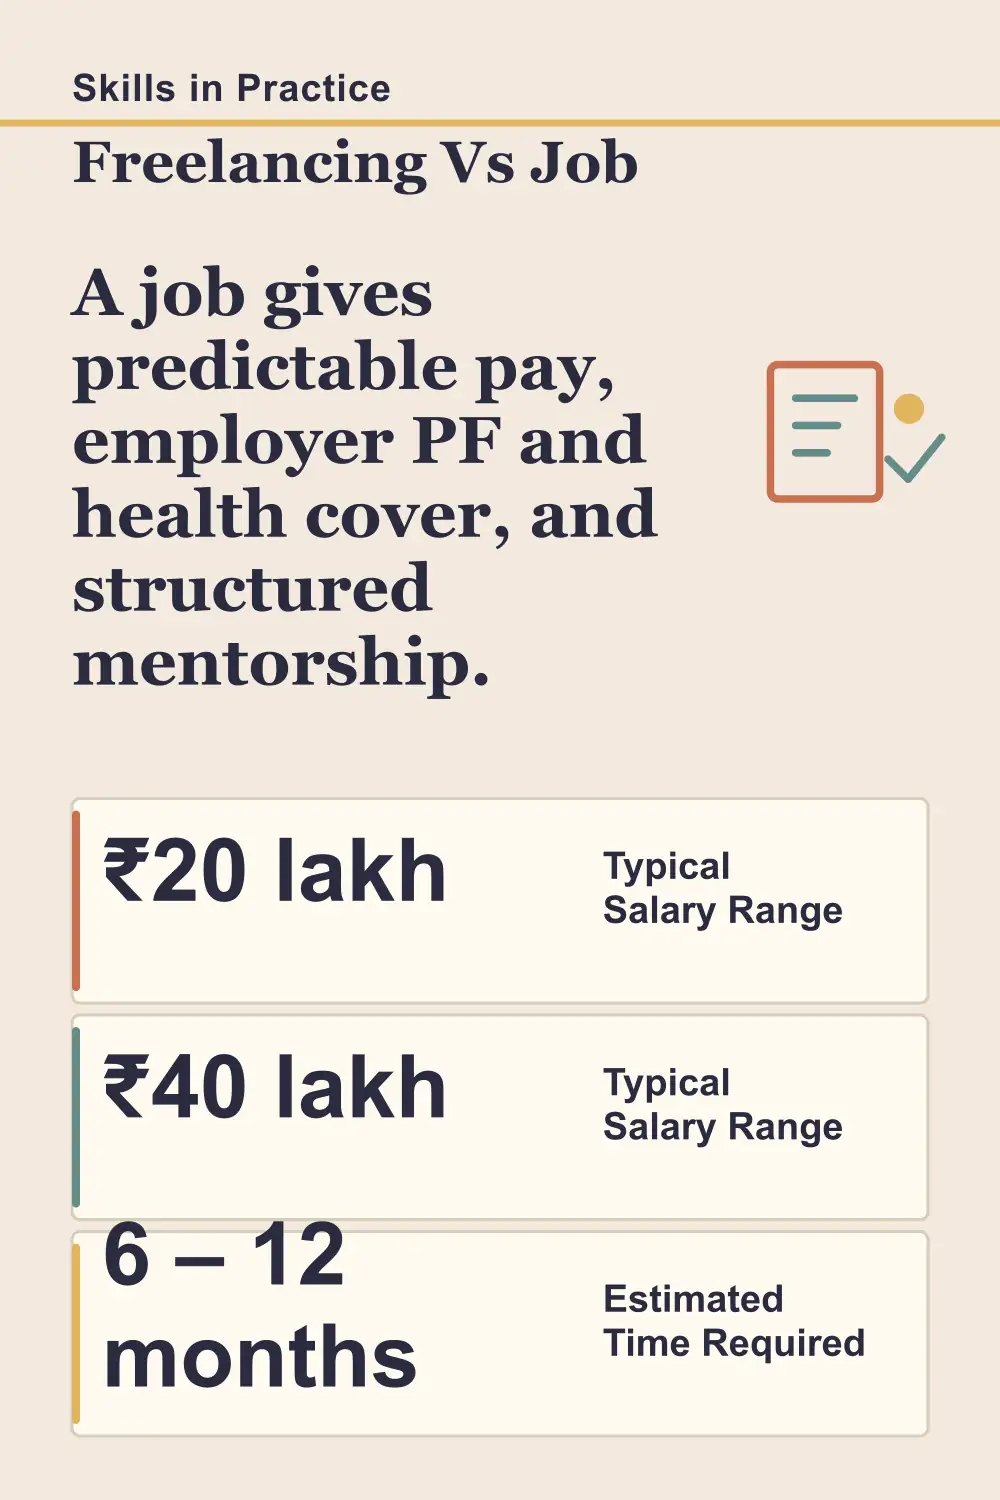 Skills in Practice
Freelancing Vs Job
A job gives
predictable pay,
employer PF and
health cover, and
structured
mentorship.
₹20 lakh
Typical
Salary Range
₹40 lakh
Typical
Salary Range
6 – 12
months
Estimated
Time Required